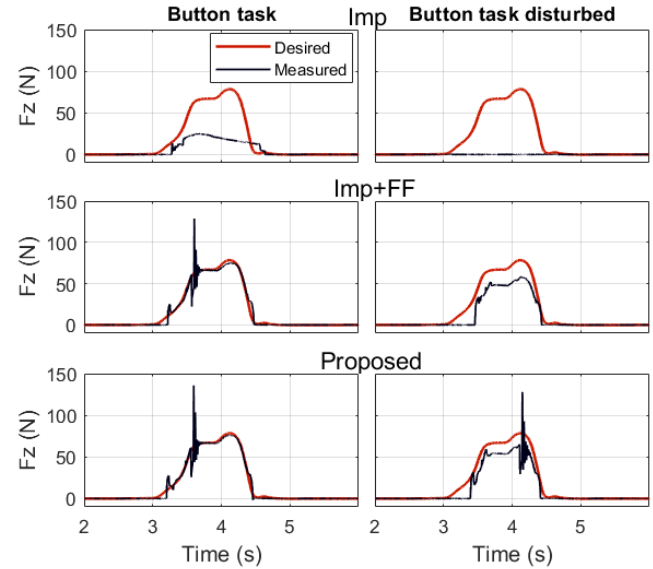 Button task
Imp
Button task disturbed
Desired
Measured
Fz (N)
150
100
50
0
Imp+FF
Fz (N)
150
100
50
0
Proposed
Fz (N)
150
100
50
0
2 3 4 5
2 3 4 5
Time (s)
Time (s)